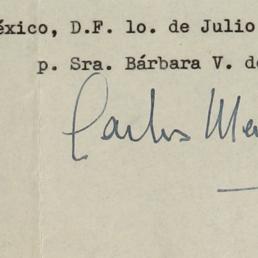 éxico, D.F. lo. de Julio
p. Sra. Bárbara V. de
Carlos